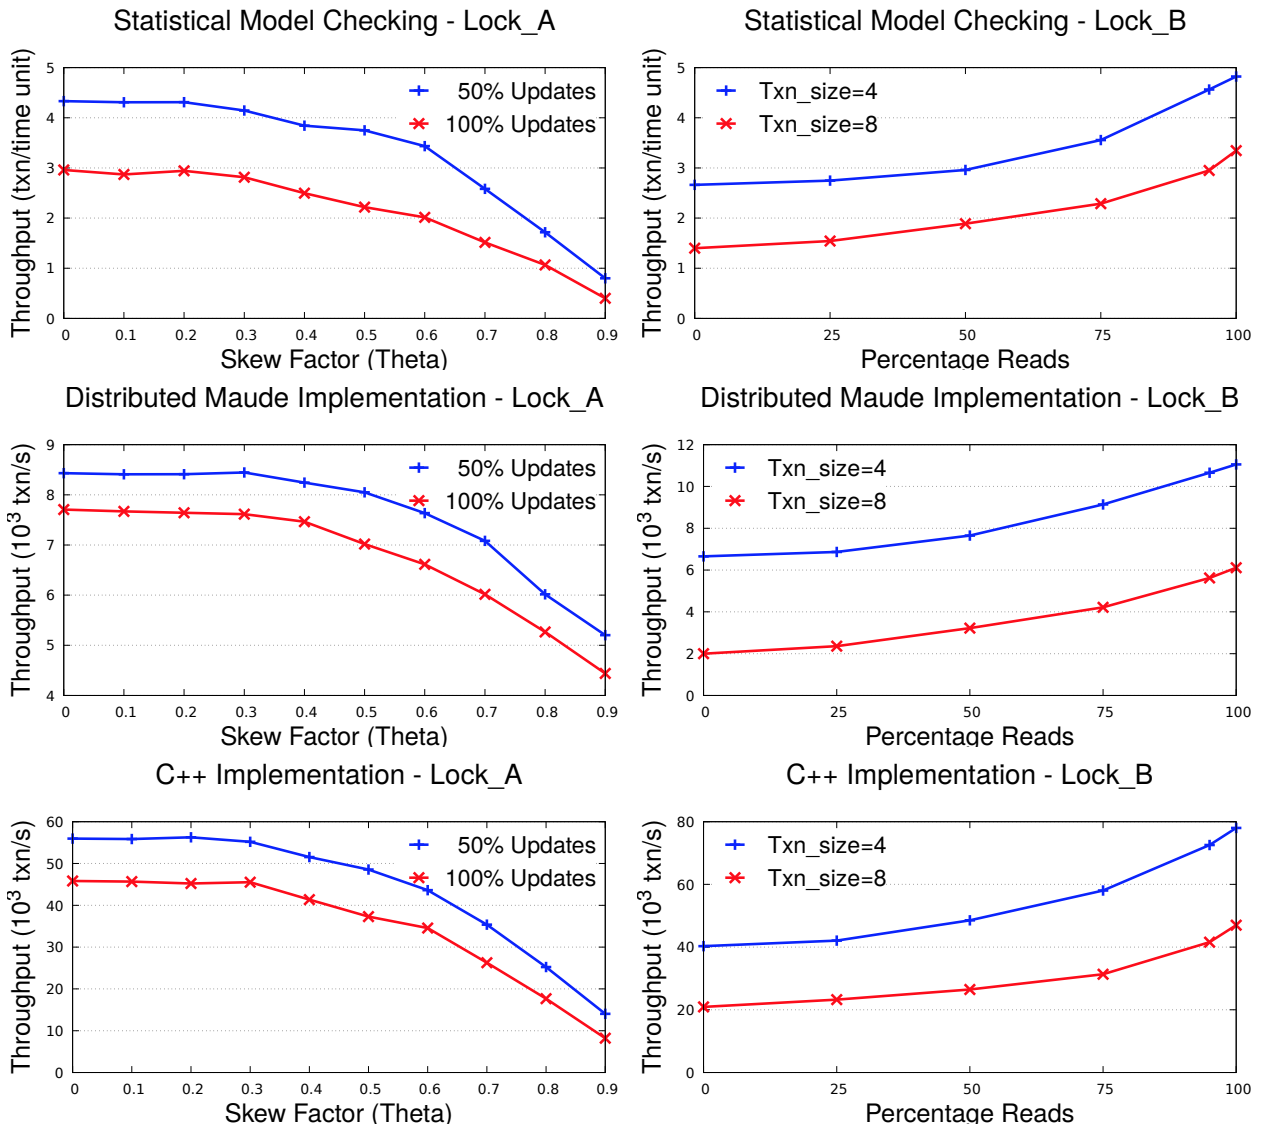 Statistical Model Checking - Lock_A
Throughput (txn/time unit)
5
4
3
2
1
0
50% Updates
100% Updates
0 0.1 0.2 0.3 0.4 0.5 0.6 0.7 0.8 0.9
Skew Factor (Theta)
Statistical Model Checking - Lock_B
Throughput (txn/time unit)
5
4
3
2
1
0
Txn_size=4
Txn_size=8
0 25 50 75 100
Percentage Reads
Distributed Maude Implementation - Lock_A
Throughput (10³ txn/s)
9
8
7
6
5
4
50% Updates
100% Updates
0 0.1 0.2 0.3 0.4 0.5 0.6 0.7 0.8 0.9
Skew Factor (Theta)
Distributed Maude Implementation - Lock_B
Throughput (10³ txn/s)
12
10
8
6
4
2
0
Txn_size=4
Txn_size=8
0 25 50 75 100
Percentage Reads
C++ Implementation - Lock_A
Throughput (10³ txn/s)
60
50
40
30
20
10
0
50% Updates
100% Updates
0 0.1 0.2 0.3 0.4 0.5 0.6 0.7 0.8 0.9
Skew Factor (Theta)
C++ Implementation - Lock_B
Throughput (10³ txn/s)
80
60
40
20
0
Txn_size=4
Txn_size=8
0 25 50 75 100
Percentage Reads